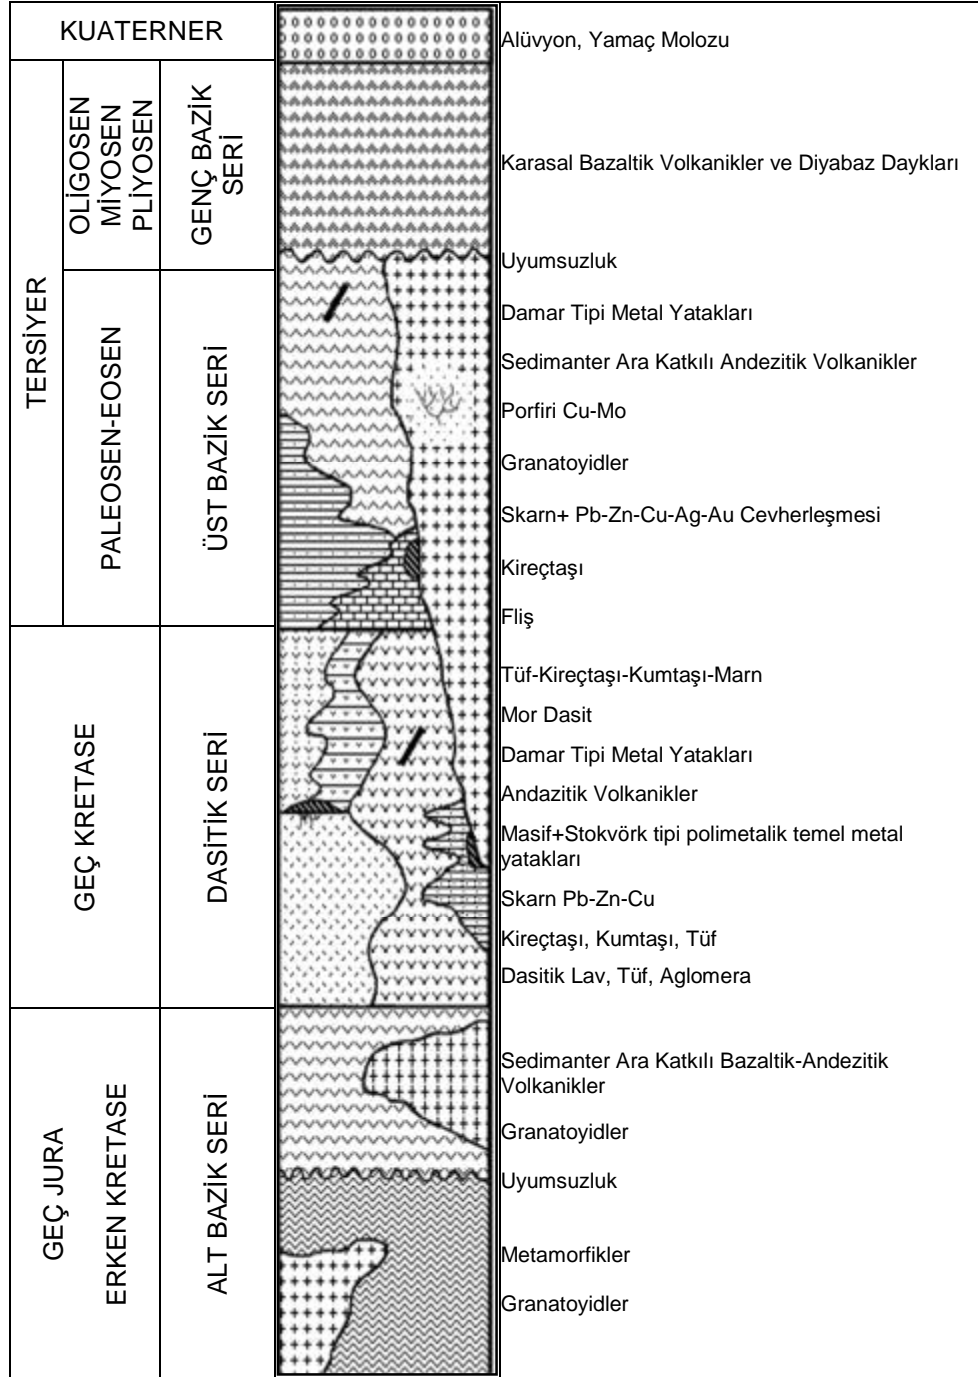 KUATERNER
Alüvyon, Yamaç Molozu
TERSİYER
OLİGOSEN
MİYOSEN
PLİYOSEN
GENÇ BAZİK
SERİ
Karasal Bazaltik Volkanikler ve Diyabaz Daykları
Uyumsuzluk
PALEOSEN-EOSEN
ÜST BAZİK SERİ
Damar Tipi Metal Yatakları
Sedimanter Ara Katkılı Andezitik Volkanikler
Porfiri Cu-Mo
Granatoyidler
Skarn+ Pb-Zn-Cu-Ag-Au Cevherleşmesi
Kireçtaşı
Fliş
GEÇ KRETASE
DASİTİK SERİ
Tüf-Kireçtaşı-Kumtaşı-Marn
Mor Dasit
Damar Tipi Metal Yatakları
Andazitik Volkanikler
Masif+Stokvörk tipi polimetalik temel metal
yatakları
Skarn Pb-Zn-Cu
Kireçtaşı, Kumtaşı, Tüf
Dasitik Lav, Tüf, Aglomera
GEÇ JURA
ERKEN KRETASE
ALT BAZİK SERİ
Sedimanter Ara Katkılı Bazaltik-Andezitik
Volkanikler
Granatoyidler
Uyumsuzluk
Metamorfikler
Granatoyidler